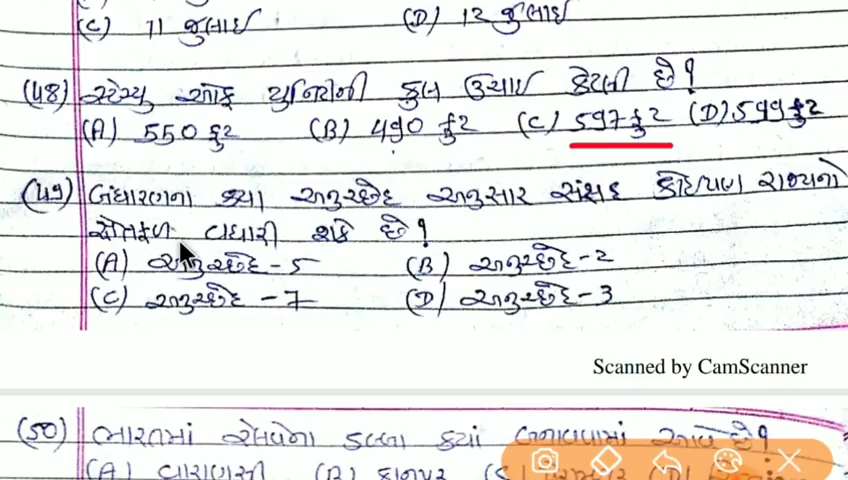 (C) 11 જુલાઈ (D) 12 જુલાઈ
(48) સ્ટેચ્યુ ઓફ યુનિટીની કુલ ઉંચાઈ કેટલી છે?
(A) 550 ફુટ (B) 490 ફુટ (C) 597 ફુટ (D) 599 ફુટ
(49) બંધારણના ક્યા અનુચ્છેદ અનુસાર સંસદ કોઈપણ રાજ્યનો
ક્ષેત્રફળ વધારી શકે છે?
(A) અનુચ્છેદ - 5 (B) અનુચ્છેદ - 2
(C) અનુચ્છેદ - 7 (D) અનુચ્છેદ - 3
Scanned by CamScanner
(50) ભારતમાં રેલવેના ડબ્બા ક્યાં બનાવવામાં આવે છે?
(A) વારાણસી (B) કાનપુર